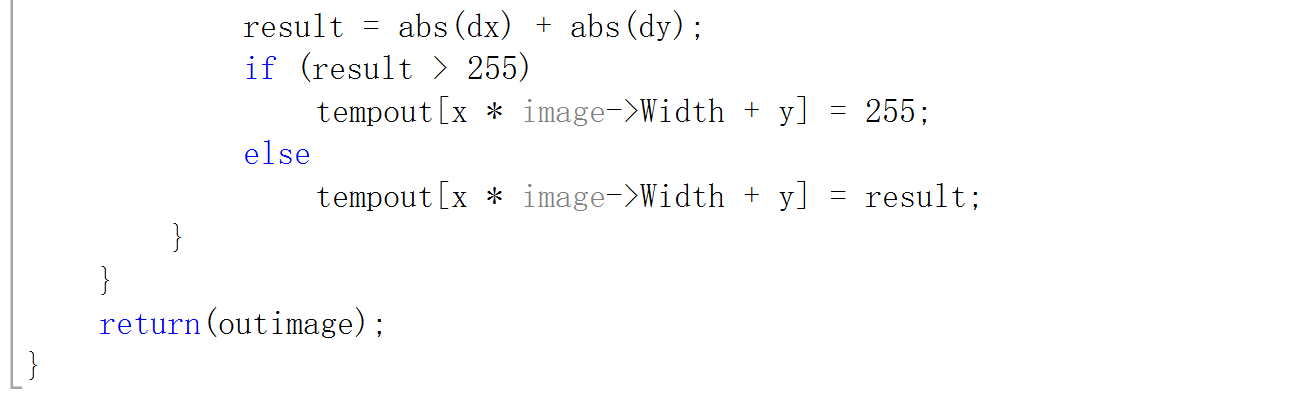 result = abs(dx) + abs(dy);
if (result > 255)
tempout[x * image->Width + y] = 255;
else
tempout[x * image->Width + y] = result;
}
}
return(outimage);
}